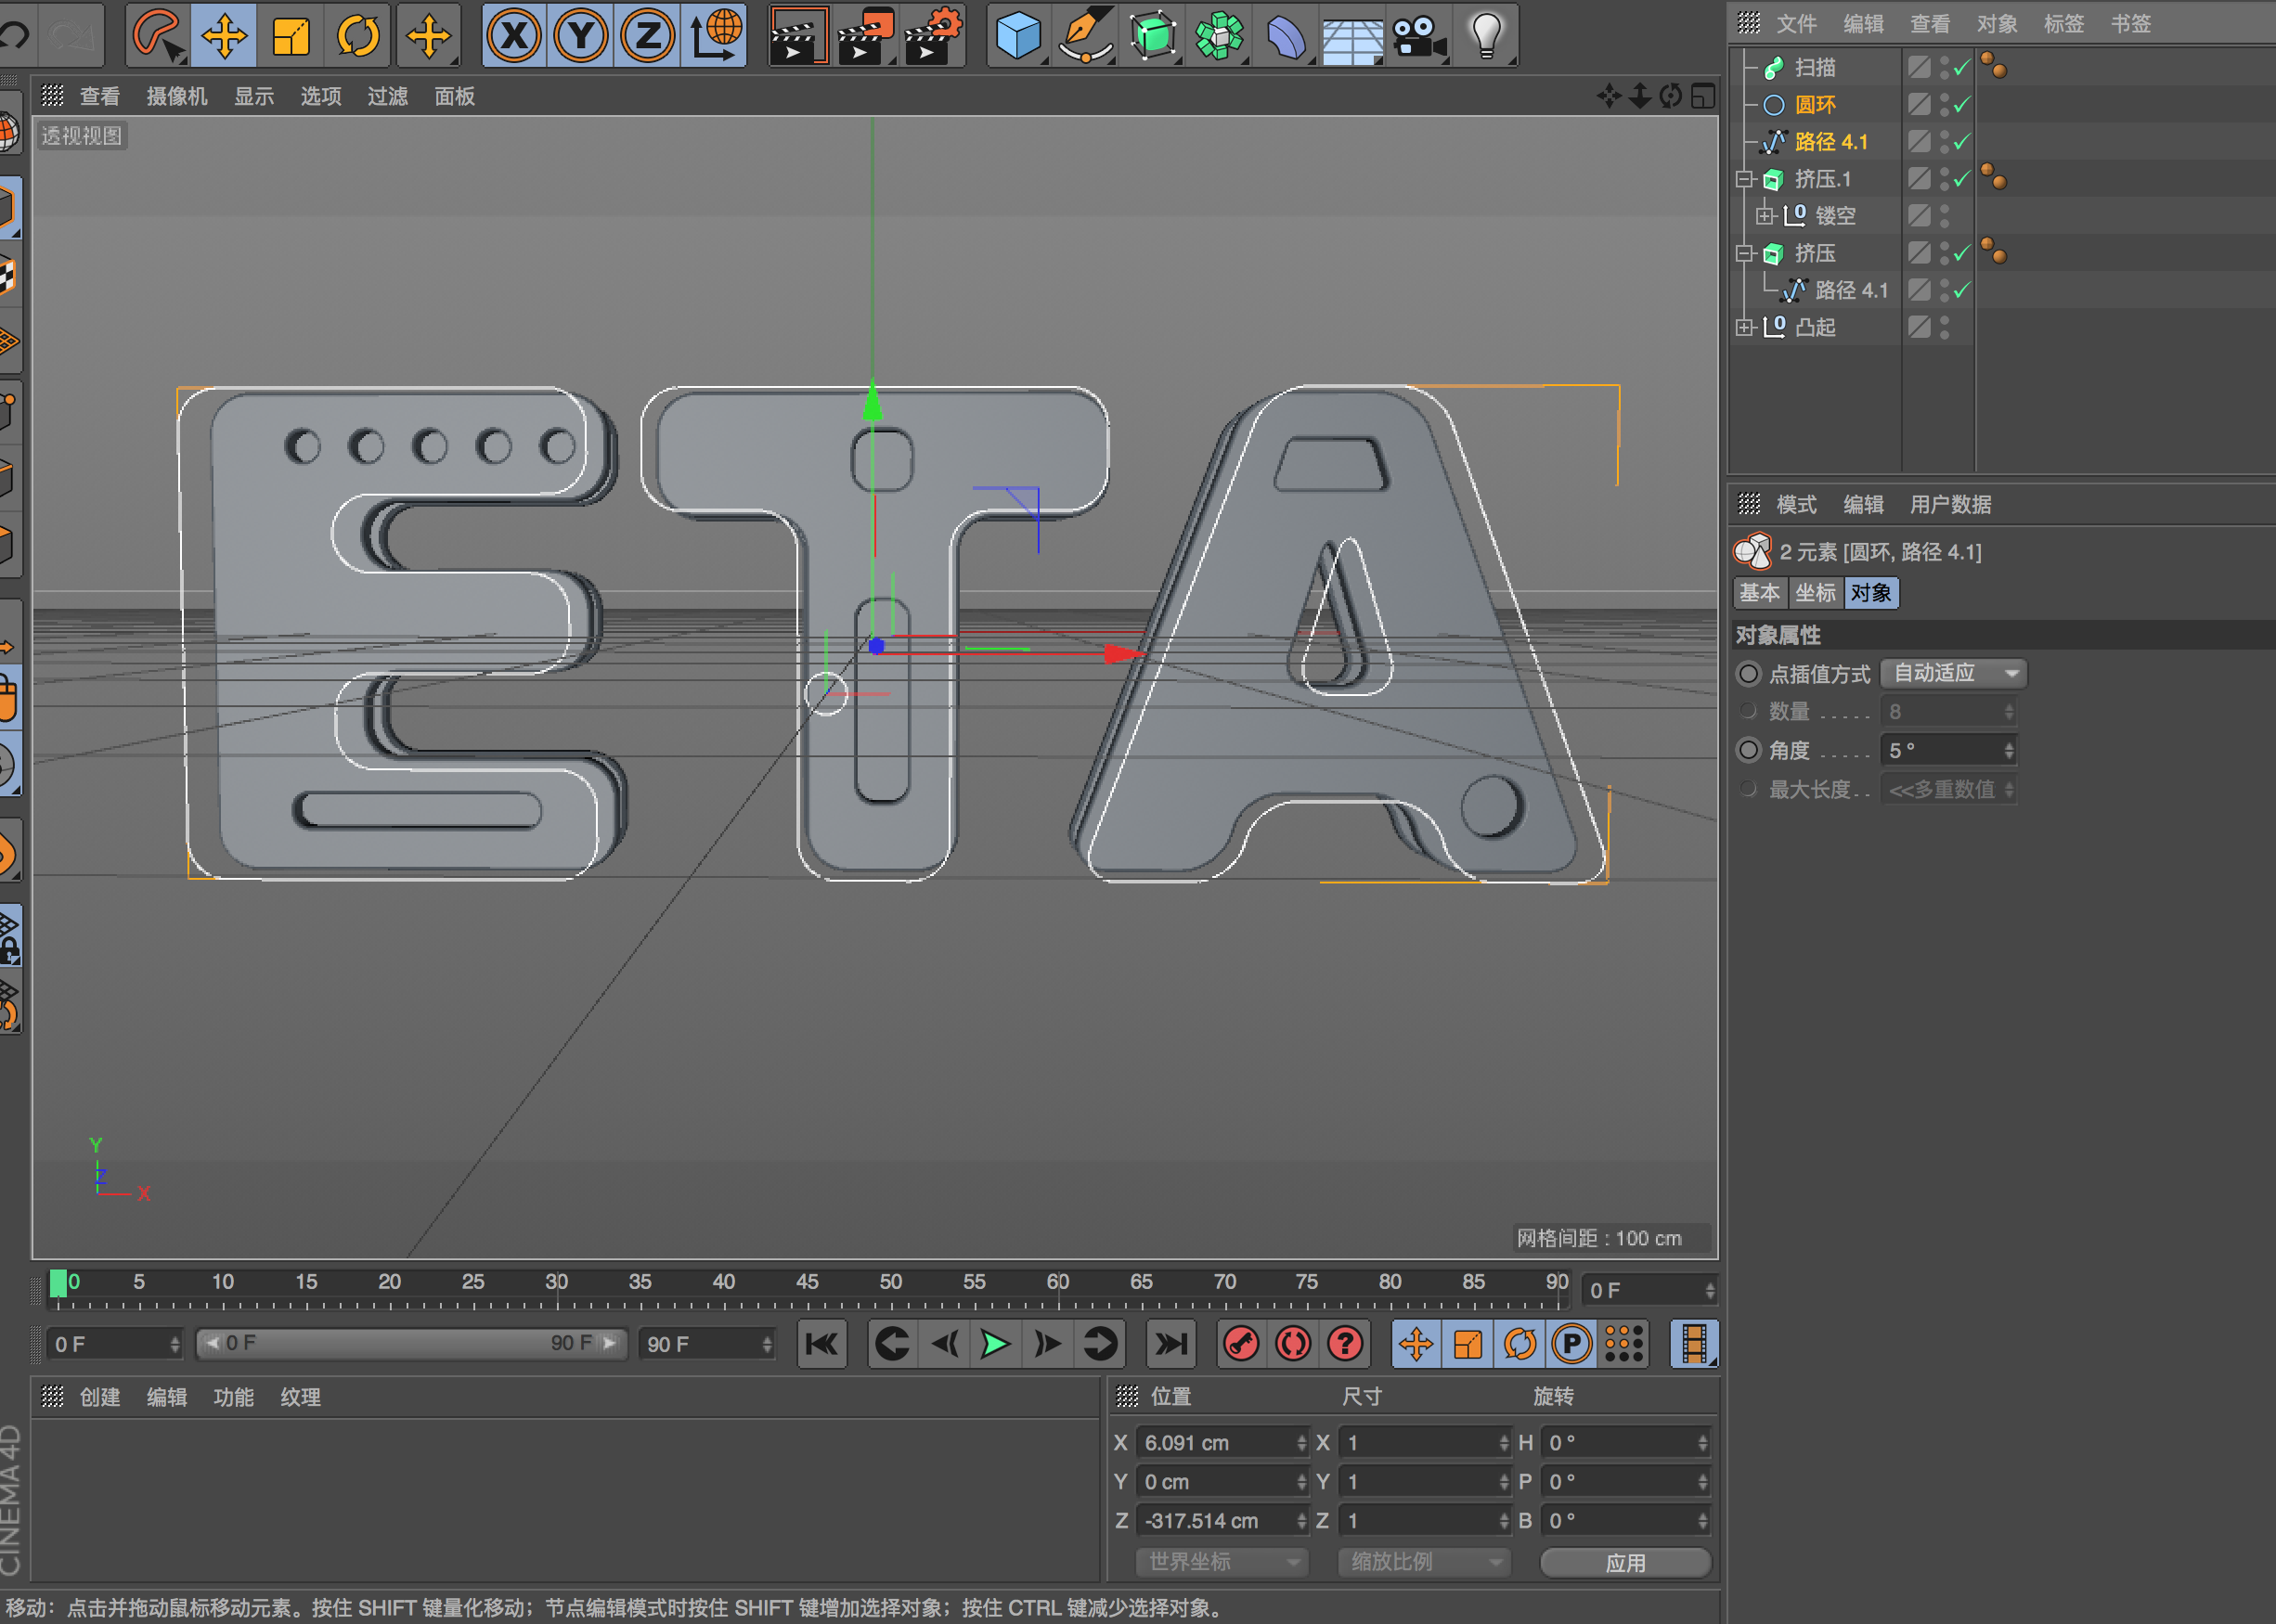 X Y Z
文件 编辑 查看 对象 标签 书签
查看 摄像机 显示 选项 过滤 面板
透视视图
扫描
圆环
路径 4.1
挤压.1
0 镂空
挤压
路径 4.1
0 凸起
E T A
模式 编辑 用户数据
2 元素 [圆环, 路径 4.1]
基本 坐标 对象
对象属性
点插值方式 自动适应
数量 . . . . . 8
角度 . . . . . 5 °
最大长度. . <<多重数值
Y
Z
X
网格间距 : 100 cm
0 5 10 15 20 25 30 35 40 45 50 55 60 65 70 75 80 85 90 0 F
0 F 0 F 90 F 90 F ? P
创建 编辑 功能 纹理
位置 尺寸 旋转
X 6.091 cm X 1 H 0 °
Y 0 cm Y 1 P 0 °
Z -317.514 cm Z 1 B 0 °
世界坐标 缩放比例 应用
CINEMA 4D
移动：点击并拖动鼠标移动元素。按住 SHIFT 键量化移动；节点编辑模式时按住 SHIFT 键增加选择对象；按住 CTRL 键减少选择对象。